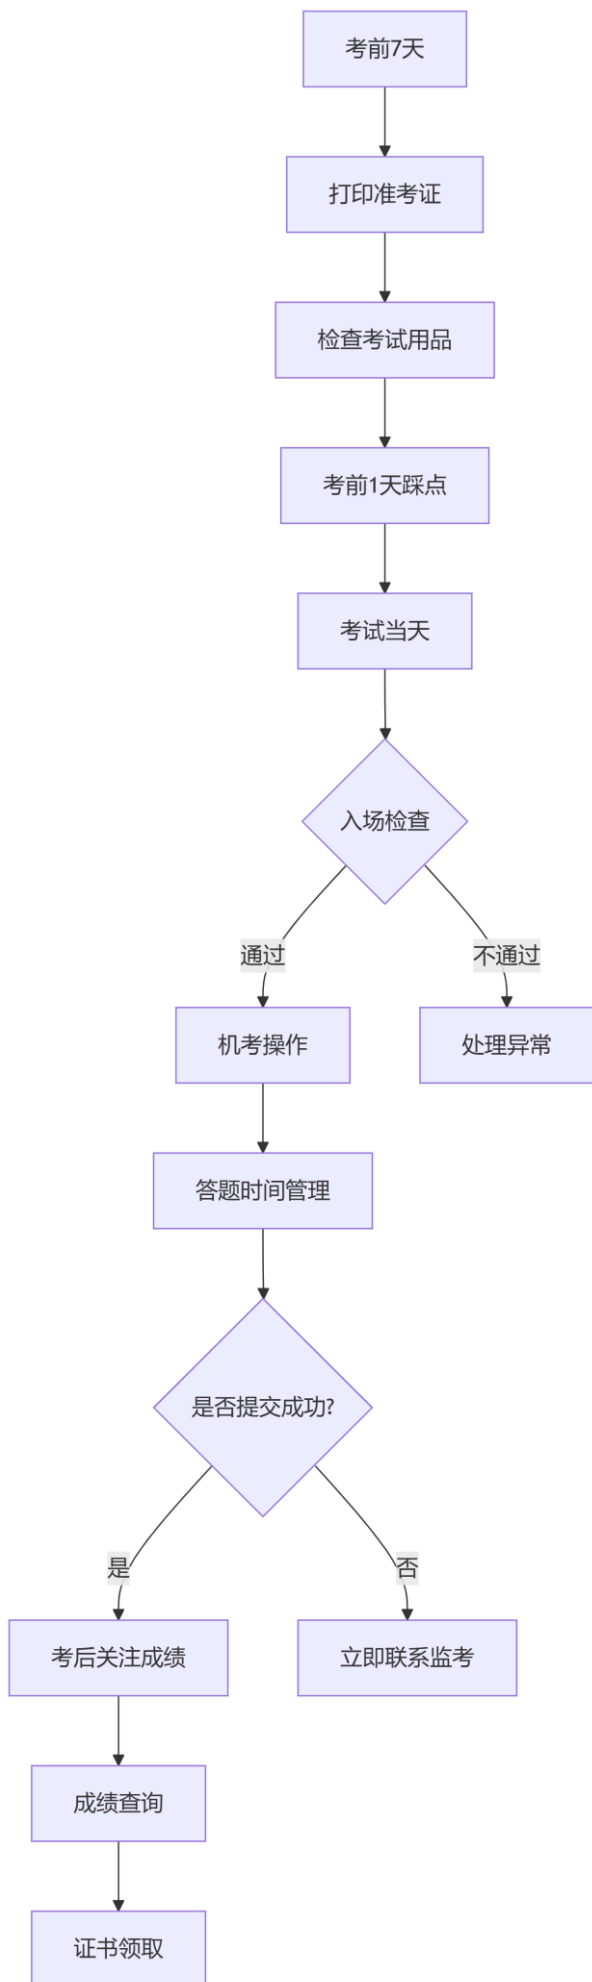 考前7天
打印准考证
检查考试用品
考前1天踩点
考试当天
入场检查
通过
不通过
机考操作
处理异常
答题时间管理
是否提交成功?
是
否
考后关注成绩
立即联系监考
成绩查询
证书领取